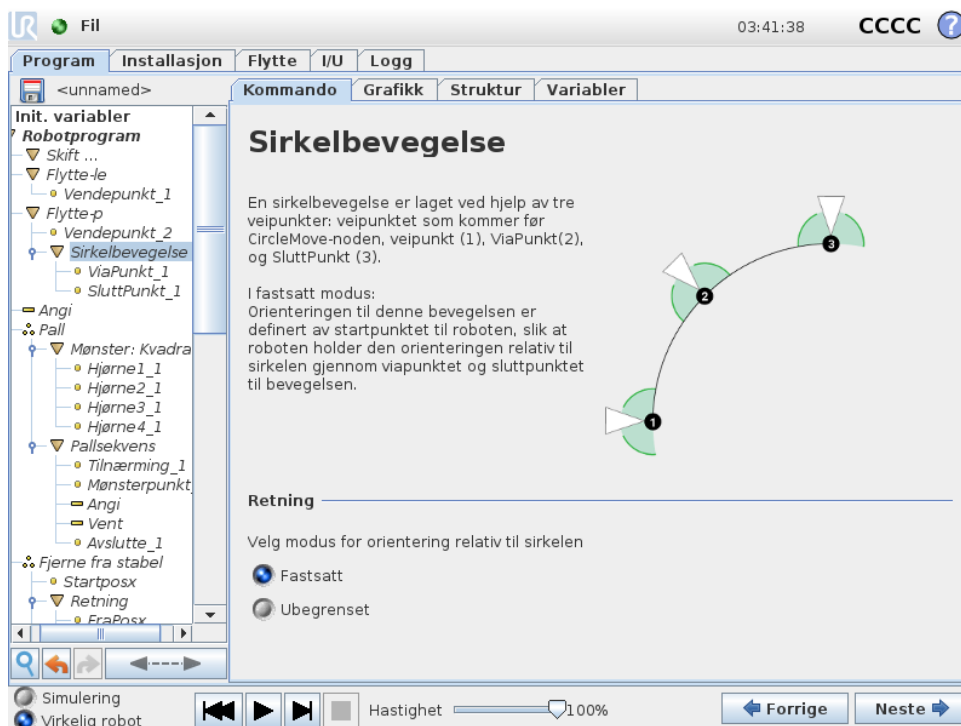 UR Fil 03:41:38 CCCC ?
Program Installasjon Flytte I/U Logg
<unnamed>
Kommando Grafikk Struktur Variabler
Init. variabler
Robotprogram
Skift ...
Flytte-le
Vendepunkt_1
Flytte-p
Vendepunkt_2
Sirkelbevegelse
ViaPunkt_1
SluttPunkt_1
Angi
Pall
Mønster: Kvadra
Hjørne1_1
Hjørne2_1
Hjørne3_1
Hjørne4_1
Pallsekvens
Tilnærming_1
Mønsterpunkt_
Angi
Vent
Avslutte_1
Fjerne fra stabel
Startposx
Retning
FraPosx
Sirkelbevegelse
En sirkelbevegelse er laget ved hjelp av tre
veipunkter: veipunktet som kommer før
CircleMove-noden, veipunkt (1), ViaPunkt(2),
og SluttPunkt (3).
I fastsatt modus:
Orienteringen til denne bevegelsen er
definert av startpunktet til roboten, slik at
roboten holder den orienteringen relativ til
sirkelen gjennom viapunktet og sluttpunktet
til bevegelsen.
3
2
1
Retning
Velg modus for orientering relativ til sirkelen
Fastsatt
Ubegrenset
Simulering
Virkelig robot
Hastighet 100%
Forrige Neste